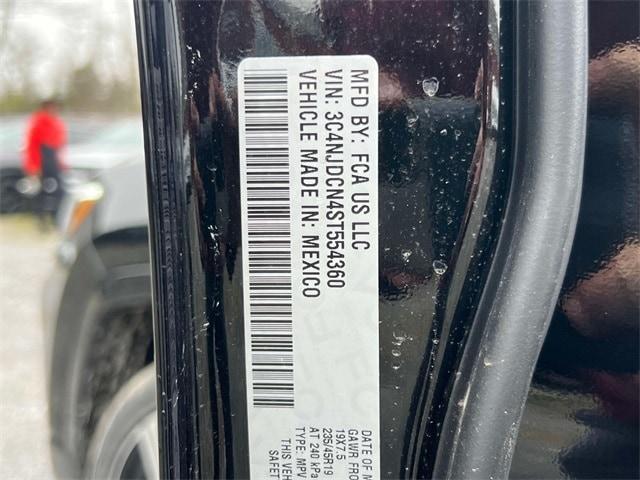 MFD BY: FCA US LLC
VIN: 3C4NJDCN4ST554360
VEHICLE MADE IN: MEXICO
DATE OF M
GAWR FRO
19X7.5
235/45R19
AT 240 kPa
TYPE: MPV
THIS VEH
SAFET